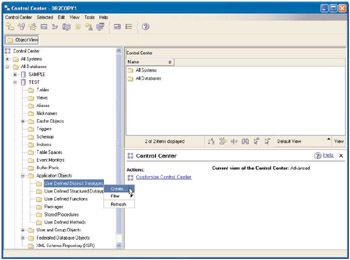 Control Center - DB2COPY1
Control Center Selected Edit View Tools Help
Object View
Control Center
All Systems
All Databases
SAMPLE
TEST
Tables
Views
Aliases
Nicknames
Cache Objects
Triggers
Schemas
Indexes
Table Spaces
Event Monitors
Buffer Pools
Application Objects
User Defined Distinct Datatypes
User Defined Structured Datatypes
User Defined Functions
Packages
Stored Procedures
User Defined Methods
User and Group Objects
Federated Database Objects
XML Schema Repository (XSR)
Create...
Filter
Refresh
Control Center
Name
All Systems
All Databases
2 of 2 items displayed
Default View
View
Control Center
Help
Actions:
Customize Control Center
Current view of the Control Center: Advanced